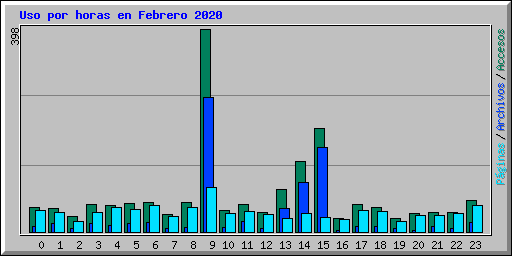 Uso por horas en Febrero 2020
398
Páginas / Archivos / Accesos
0 1 2 3 4 5 6 7 8 9 10 11 12 13 14 15 16 17 18 19 20 21 22 23